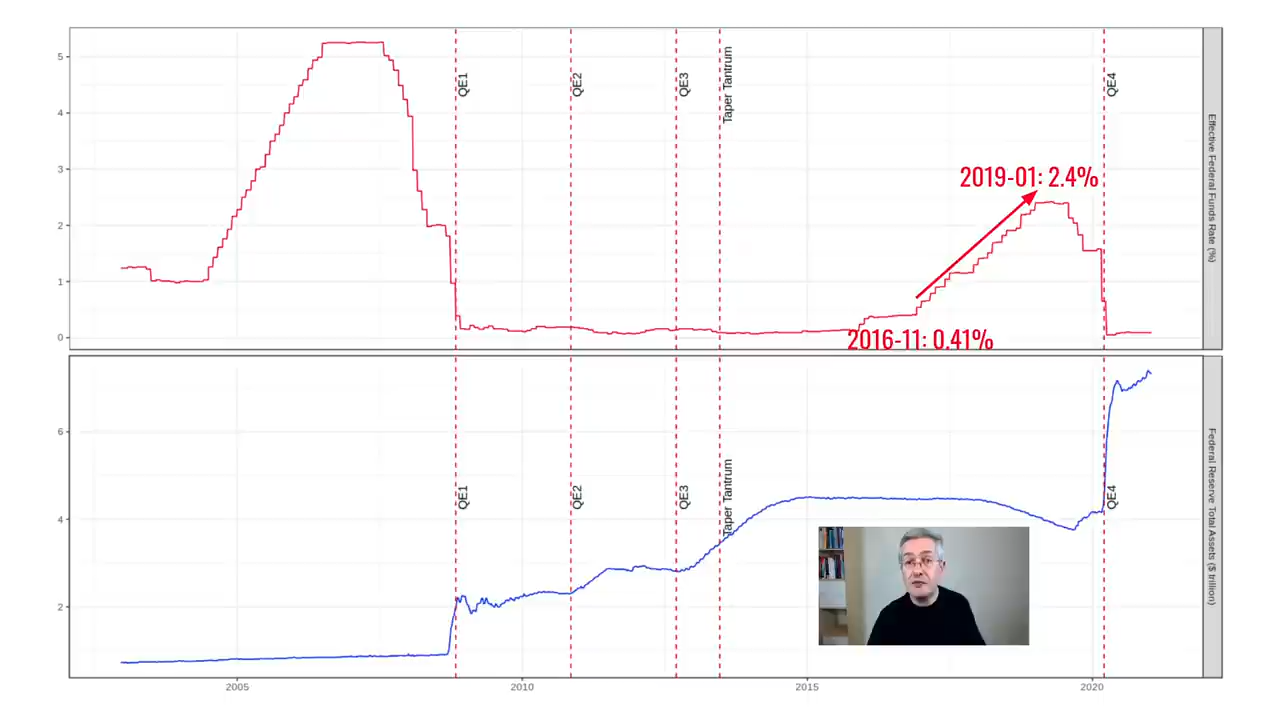 5
4
3
2
1
0
QE1
QE2
QE3
Taper Tantrum
QE4
2019-01: 2.4%
2016-11: 0.41%
Effective Federal Funds Rate (%)
6
4
2
QE1
QE2
QE3
Taper Tantrum
QE4
Federal Reserve Total Assets ($ trillion)
2005
2010
2015
2020